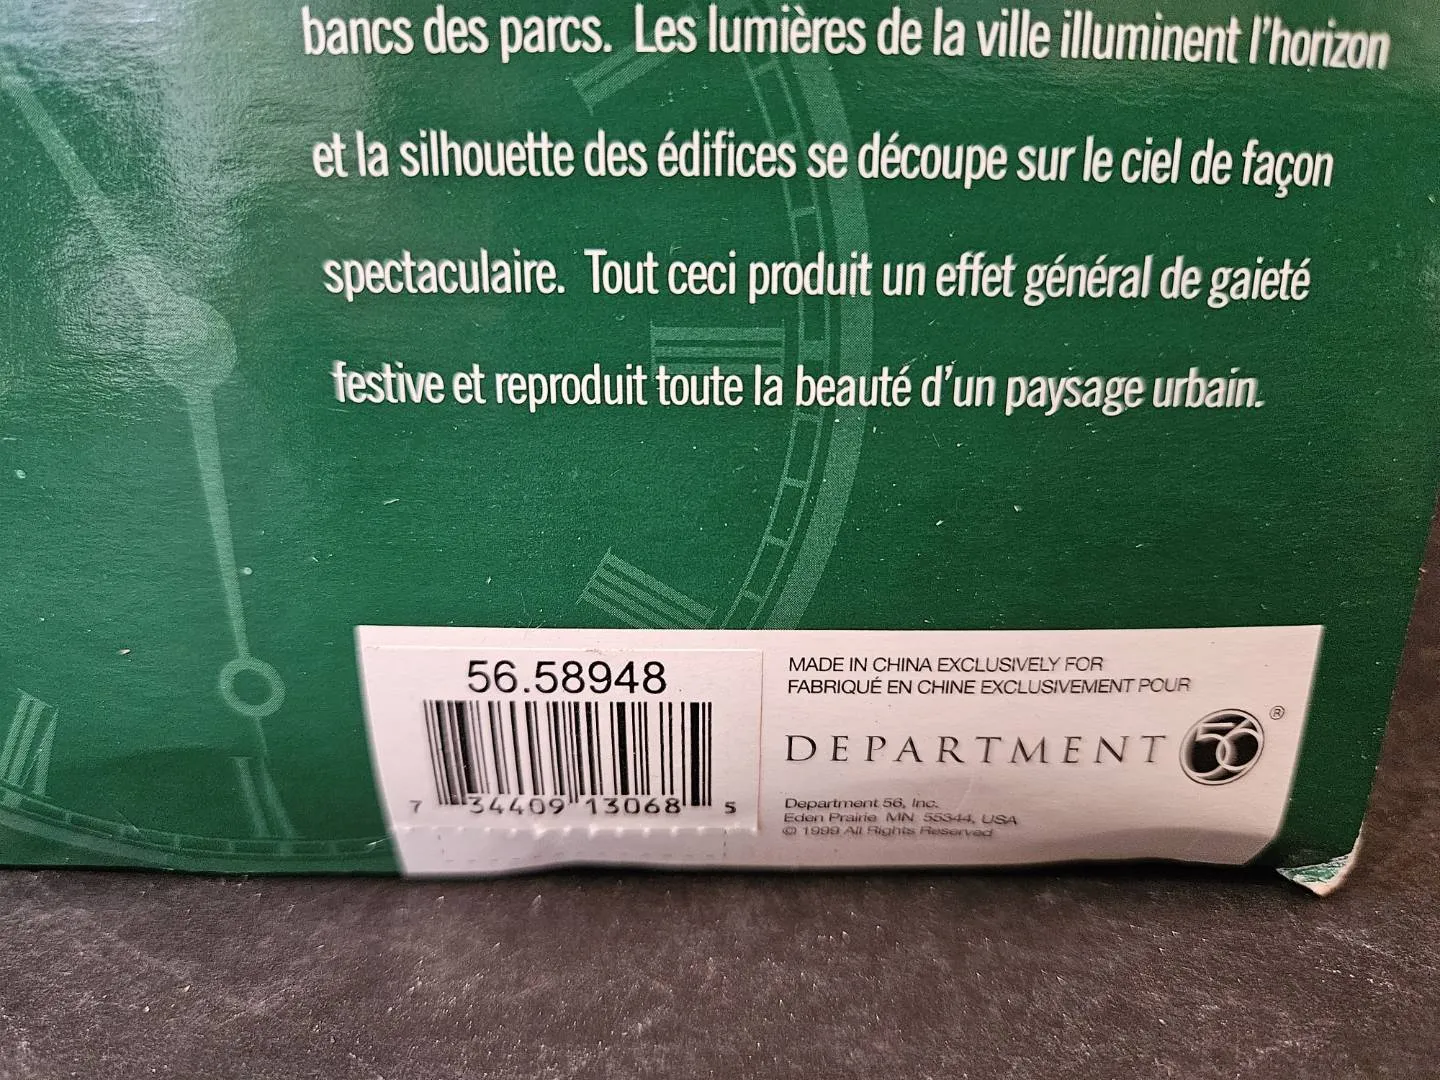 bancs des parcs. Les lumières de la ville illuminent l'horizon
et la silhouette des édifices se découpe sur le ciel de façon
spectaculaire. Tout ceci produit un effet général de gaieté
festive et reproduit toute la beauté d'un paysage urbain.
56.58948
7 34409 13068 5
MADE IN CHINA EXCLUSIVELY FOR
FABRIQUÉ EN CHINE EXCLUSIVEMENT POUR
DEPARTMENT 56®
Department 56, Inc.
Eden Prairie MN 55344, USA
© 1999 All Rights Reserved